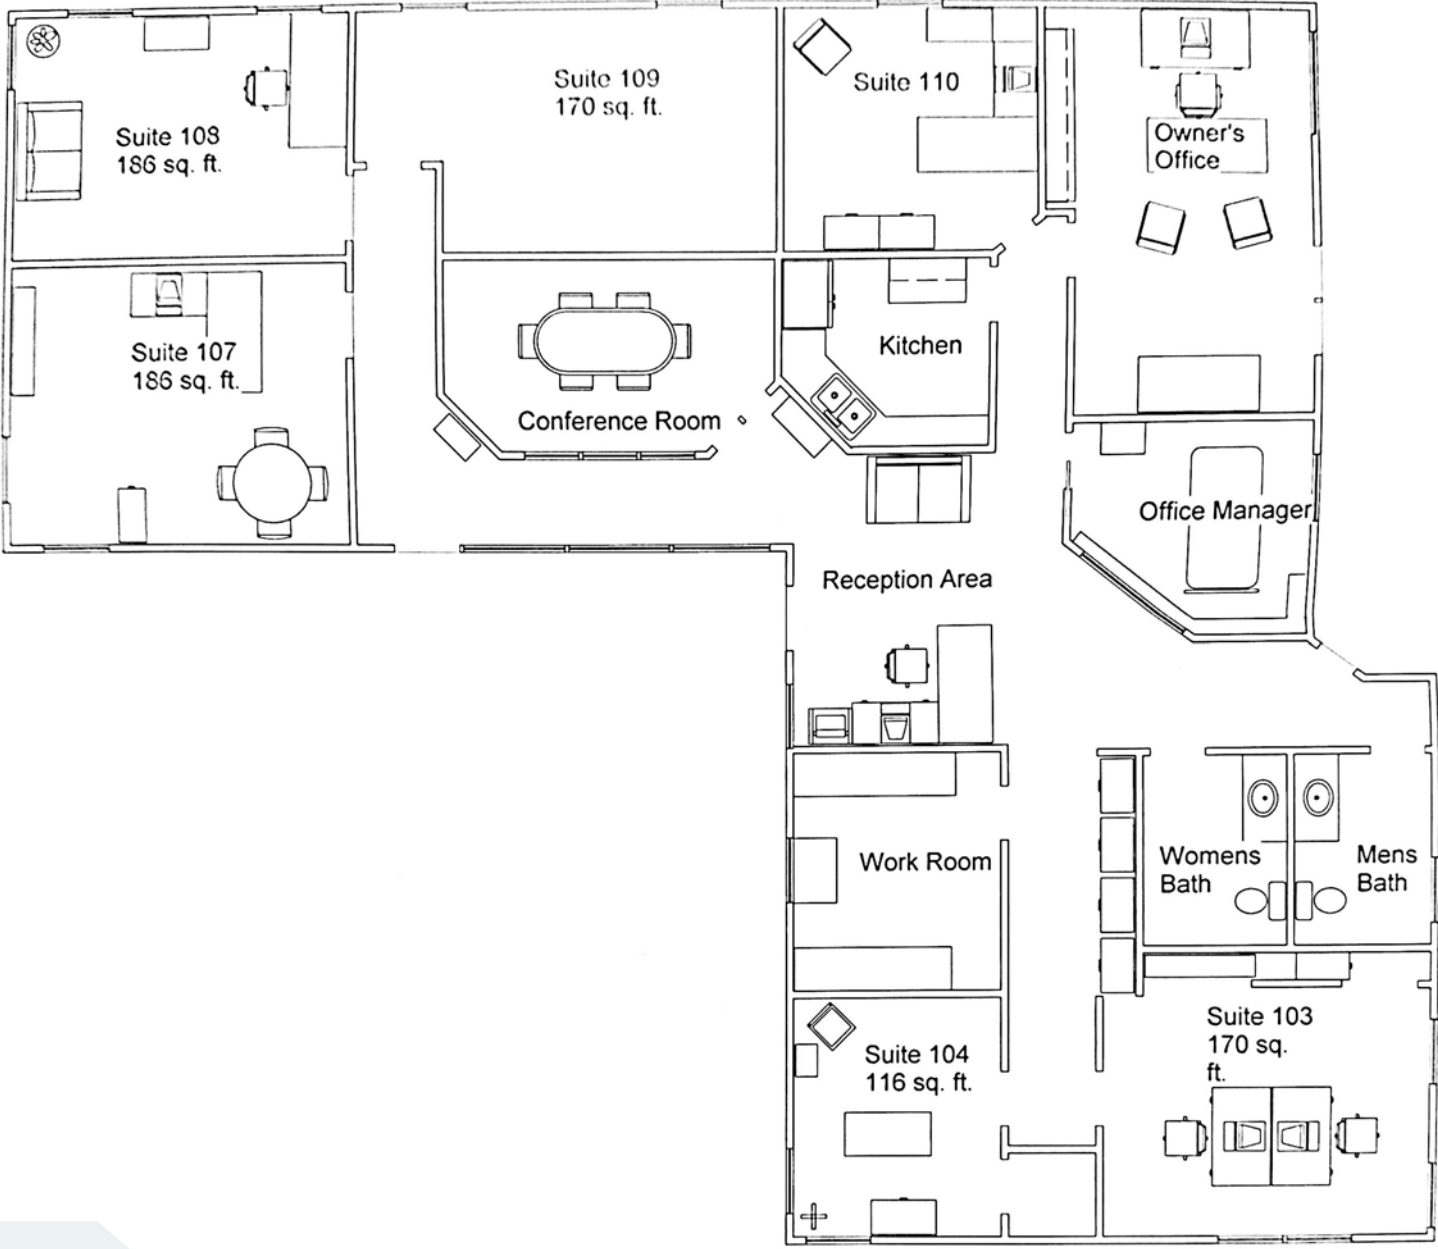 Suite 109
170 sq. ft.
Suite 110
Owner's
Office
Suite 108
186 sq. ft.
Suite 107
186 sq. ft.
Kitchen
Conference Room
Office Manager
Reception Area
Work Room
Womens
Bath
Mens
Bath
Suite 103
170 sq.
ft.
Suite 104
116 sq. ft.